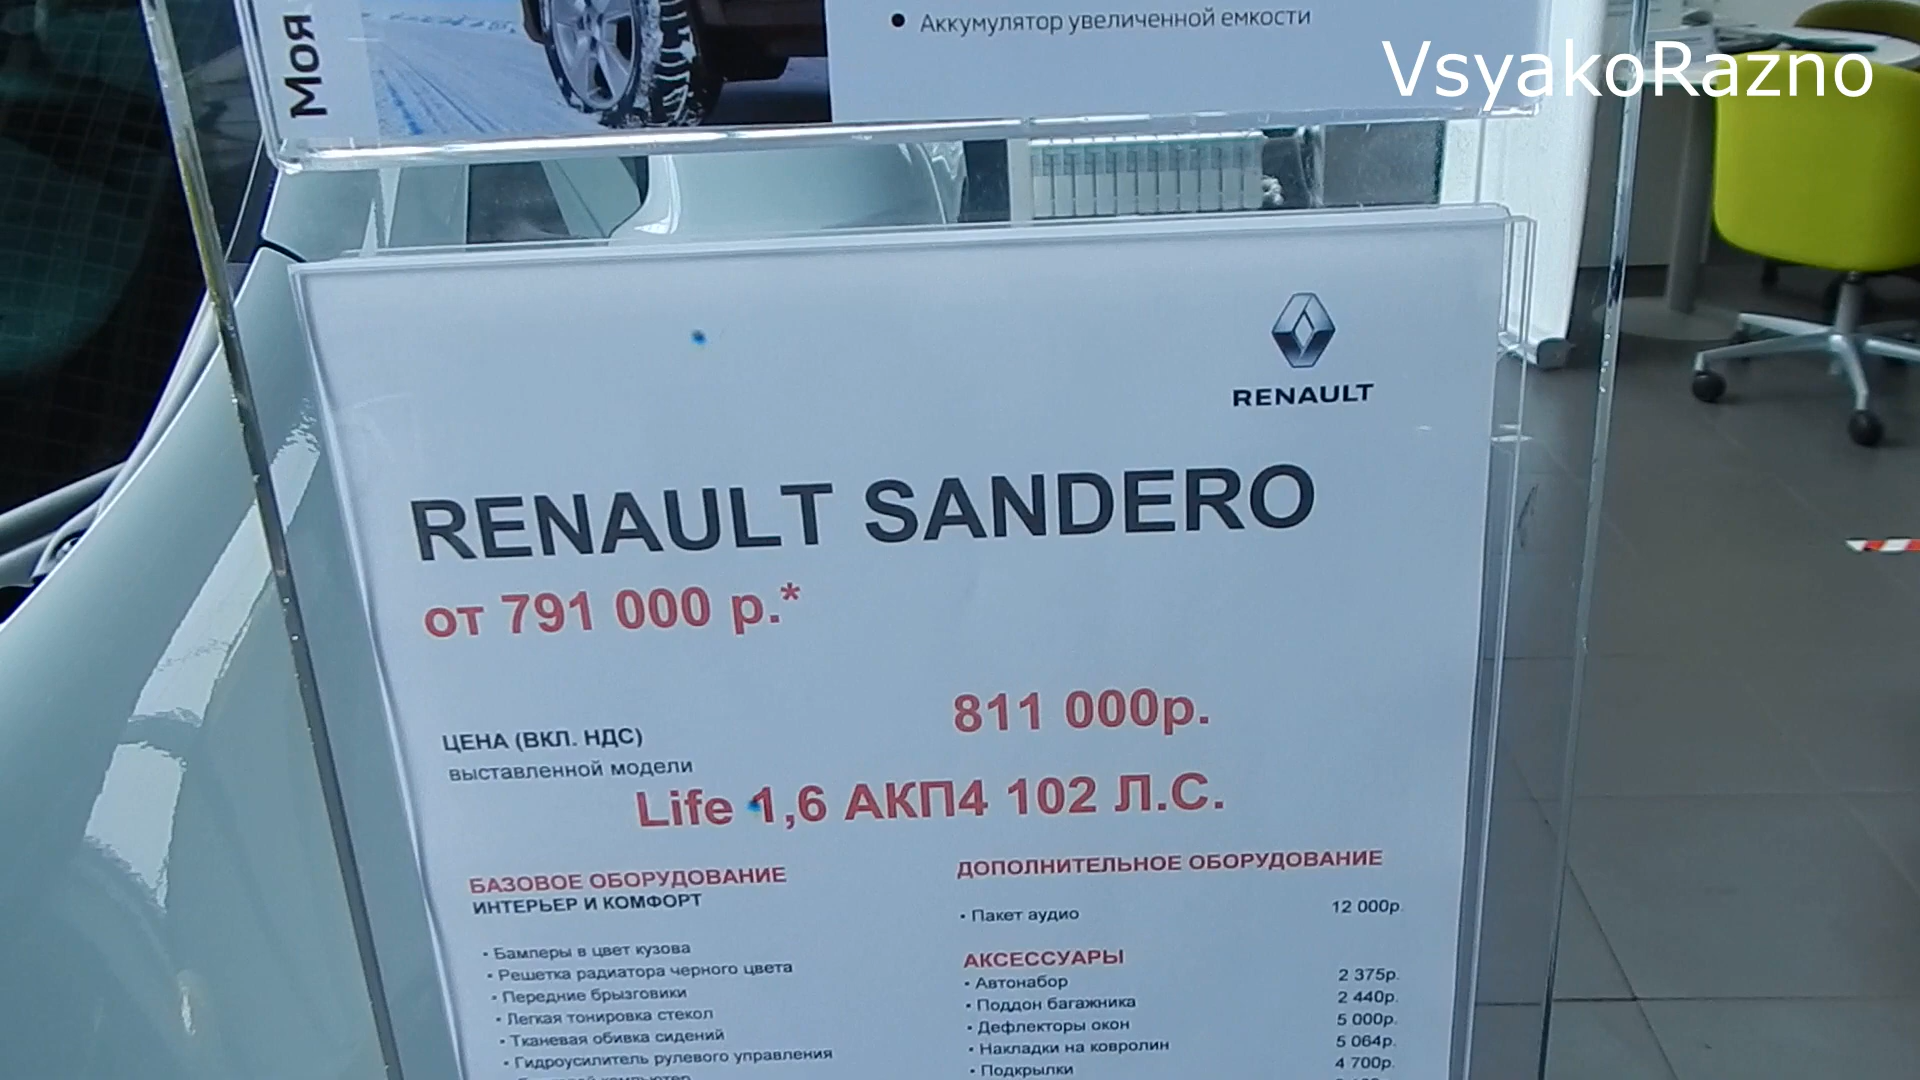 Моя
• Аккумулятор увеличенной емкости
VsyakoRazno
RENAULT
RENAULT SANDERO
от 791 000 р.*
811 000р.
ЦЕНА (ВКЛ. НДС)
выставленной модели
Life 1,6 АКП4 102 Л.С.
БАЗОВОЕ ОБОРУДОВАНИЕ
ИНТЕРЬЕР И КОМФОРТ
• Бамперы в цвет кузова
• Решетка радиатора черного цвета
• Передние брызговики
• Легкая тонировка стекол
• Тканевая обивка сидений
• Гидроусилитель рулевого управления
ДОПОЛНИТЕЛЬНОЕ ОБОРУДОВАНИЕ
• Пакет аудио 12 000р.
АКСЕССУАРЫ
• Автонабор 2 375р.
• Поддон багажника 2 440р.
• Дефлекторы окон 5 000р.
• Накладки на ковролин 5 064р.
• Подкрылки 4 700р.